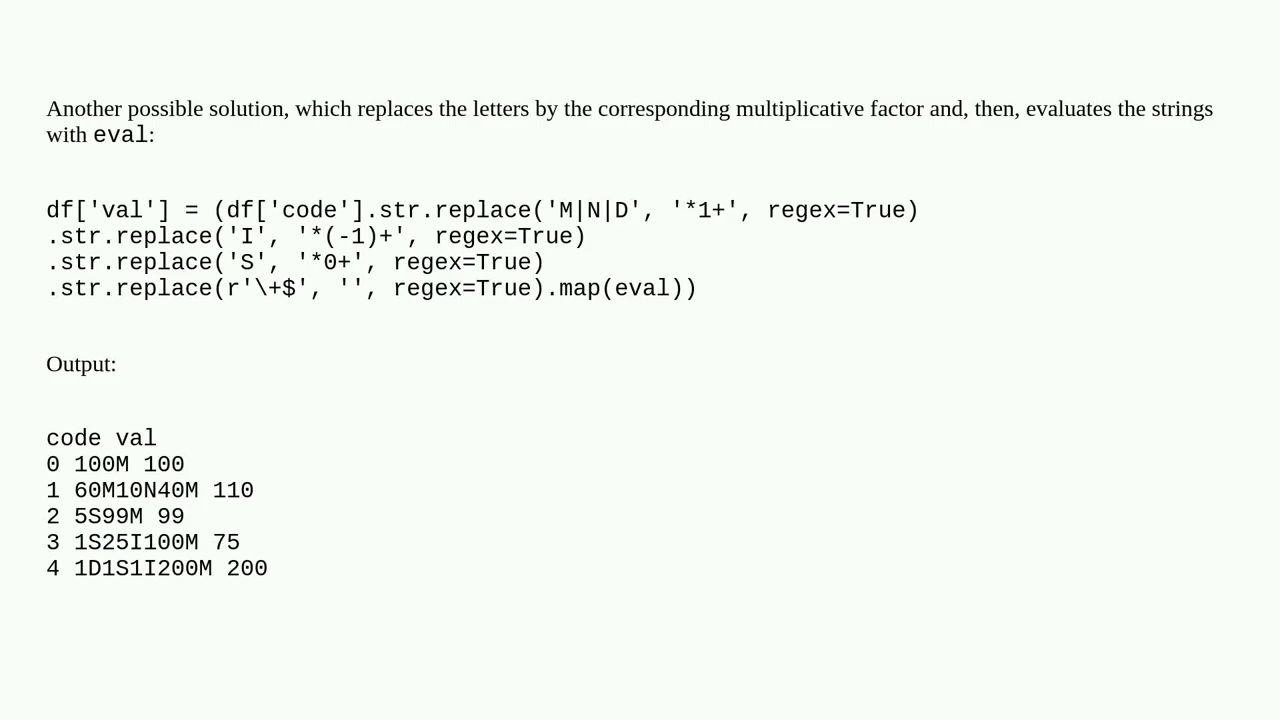 Another possible solution, which replaces the letters by the corresponding multiplicative factor and, then, evaluates the strings
with eval:
df['val'] = (df['code'].str.replace('M|N|D', '*1+', regex=True)
.str.replace('I', '*(-1)+', regex=True)
.str.replace('S', '*0+', regex=True)
.str.replace(r'\+$', '', regex=True).map(eval))
Output:
code val
0 100M 100
1 60M10N40M 110
2 5S99M 99
3 1S25I100M 75
4 1D1S1I200M 200